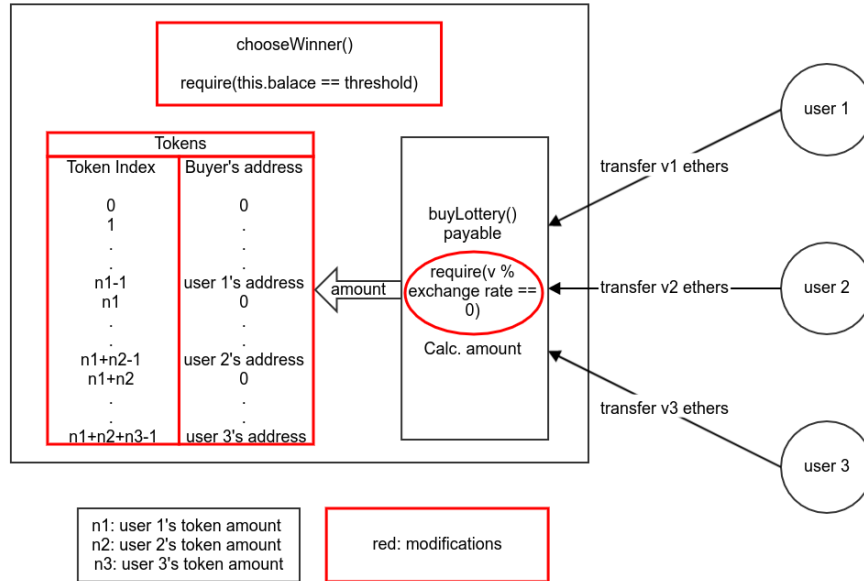 chooseWinner()
require(this.balace == threshold)
Tokens
Token Index Buyer's address
0 0
1 .
. .
. .
n1-1 user 1's address
n1 0
. .
. .
n1+n2-1 user 2's address
n1+n2 0
. .
. .
n1+n2+n3-1 user 3's address
amount
buyLottery()
payable
require(v %
exchange rate ==
0)
Calc. amount
transfer v1 ethers
transfer v2 ethers
transfer v3 ethers
user 1
user 2
user 3
n1: user 1's token amount
n2: user 2's token amount
n3: user 3's token amount
red: modifications